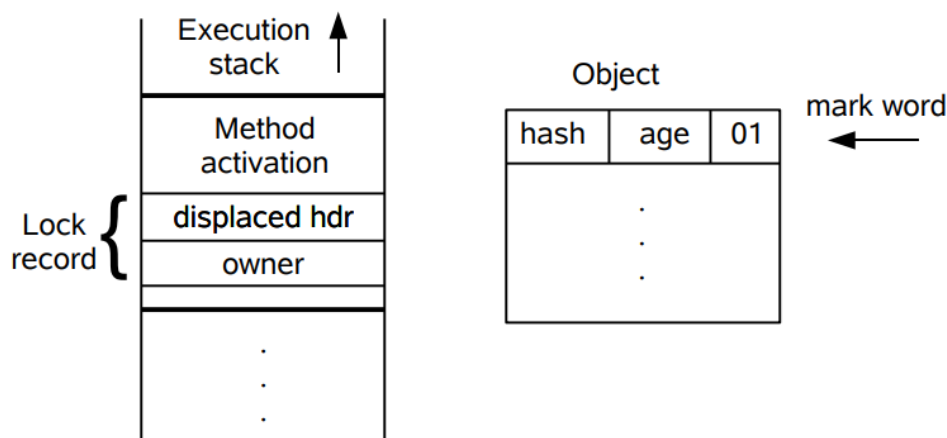 Execution
stack
Method
activation
Lock
record
displaced hdr
owner
.
.
.
Object
mark word
hash age 01
.
.
.